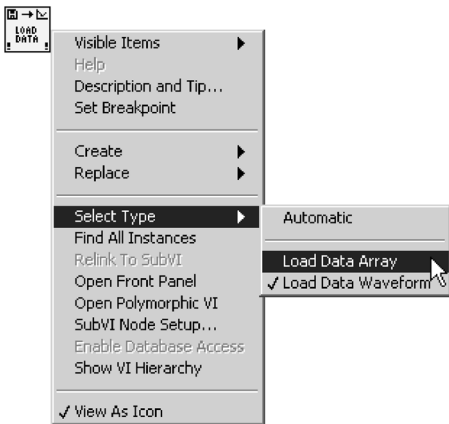 LOAD
DATA
Visible Items
Help
Description and Tip...
Set Breakpoint
Create
Replace
Select Type
Automatic
Find All Instances
Relink To SubVI
Load Data Array
Open Front Panel
Load Data Waveform
Open Polymorphic VI
SubVI Node Setup...
Enable Database Access
Show VI Hierarchy
View As Icon